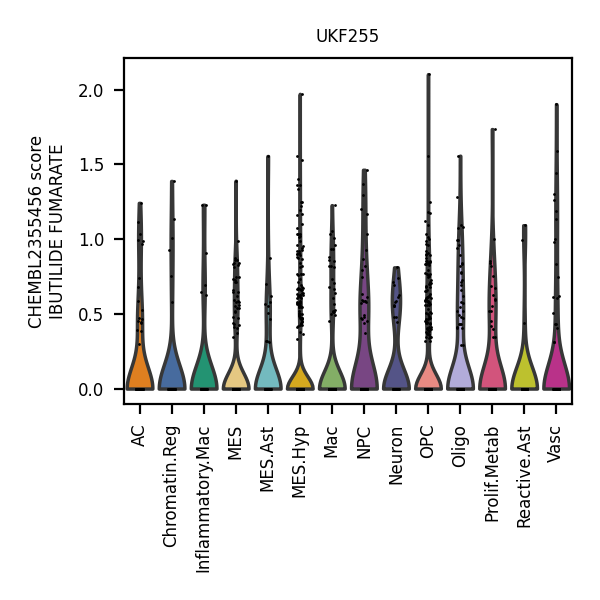 UKF255
CHEMBL2355456 score
IBUTILIDE FUMARATE
2.0
1.5
1.0
0.5
0.0
AC
Chromatin.Reg
Inflammatory.Mac
MES
MES.Ast
MES.Hyp
Mac
NPC
Neuron
OPC
Oligo
Prolif.Metab
Reactive.Ast
Vasc